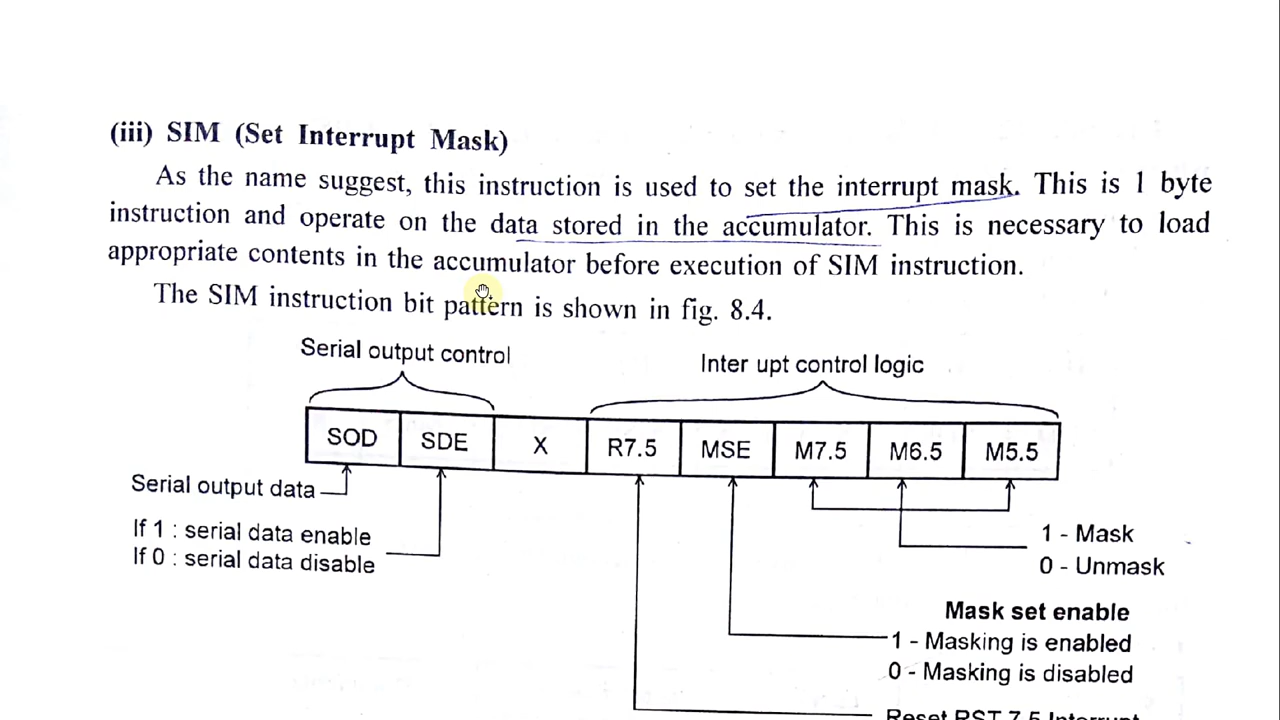 (iii) SIM (Set Interrupt Mask)
As the name suggest, this instruction is used to set the interrupt mask. This is 1 byte
instruction and operate on the data stored in the accumulator. This is necessary to load
appropriate contents in the accumulator before execution of SIM instruction.
The SIM instruction bit pattern is shown in fig. 8.4.
Serial output control
Inter upt control logic
SOD SDE X R7.5 MSE M7.5 M6.5 M5.5
Serial output data
If 1 : serial data enable
If 0 : serial data disable
1 - Mask
0 - Unmask
Mask set enable
1 - Masking is enabled
0 - Masking is disabled
Reset RST 7.5 Interrupt